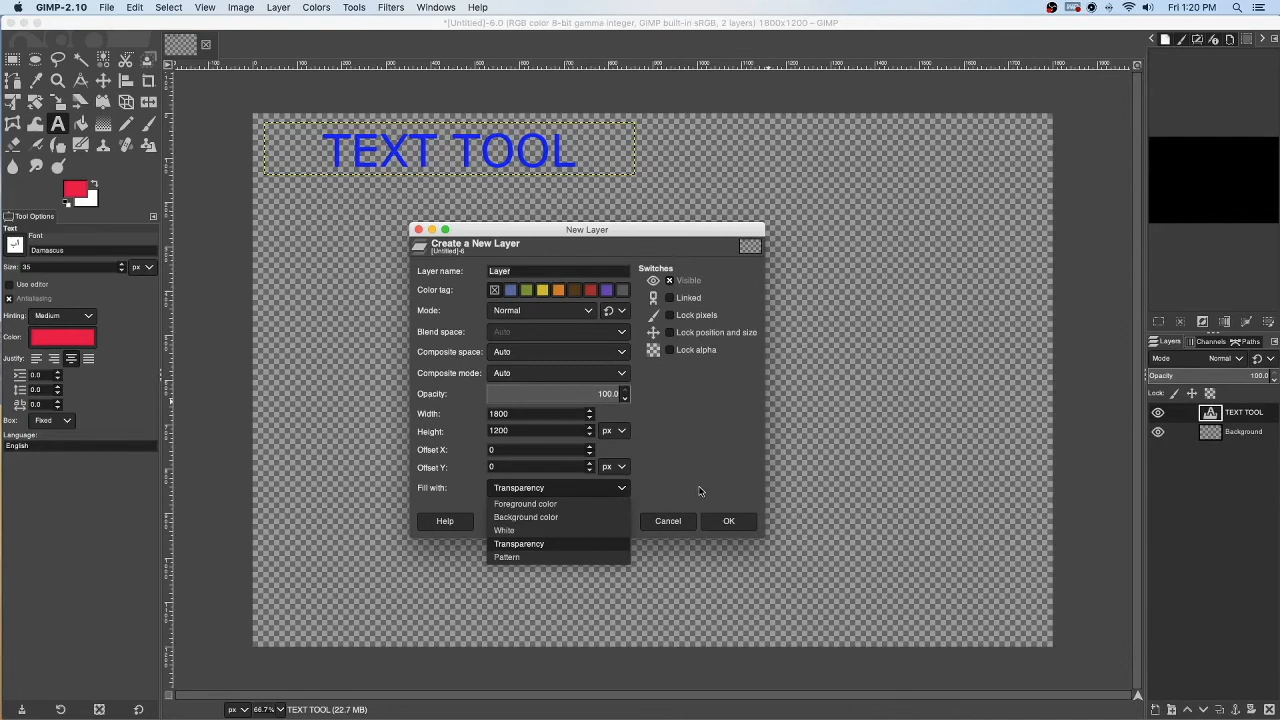 GIMP-2.10 File Edit Select View Image Layer Colors Tools Filters Windows Help Fri 1:20 PM
*[Untitled]-6.0 (RGB color 8-bit gamma integer, GIMP built-in sRGB, 2 layers) 1800x1200 – GIMP
TEXT TOOL
New Layer
Create a New Layer
[Untitled]-6
Layer name: Layer
Color tag:
Mode: Normal
Blend space: Auto
Composite space: Auto
Composite mode: Auto
Opacity: 100.0
Width: 1800
Height: 1200 px
Offset X: 0
Offset Y: 0 px
Fill with: Transparency
Foreground color
Background color
White
Transparency
Pattern
Switches
Visible
Linked
Lock pixels
Lock position and size
Lock alpha
Help Cancel OK
Tool Options
Text
Font
Damascus
Size: 35 px
Use editor
Antialiasing
Hinting: Medium
Color:
Justify:
0.0
0.0
0.0
Box: Fixed
Language:
English
Layers Channels Paths
Mode Normal
Opacity 100.0
Lock:
TEXT TOOL
Background
px 66.7% TEXT TOOL (22.7 MB)